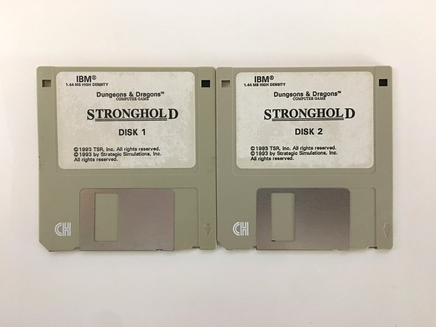 IBM®
1.44 MB HIGH DENSITY
Dungeons & Dragons™
COMPUTER GAME
STRONGHOLD
DISK 1
©1993 TSR, Inc. All rights reserved.
©1993 by Strategic Simulations, Inc.
All rights reserved.
CH
IBM®
1.44 MB HIGH DENSITY
Dungeons & Dragons™
COMPUTER GAME
STRONGHOLD
DISK 2
©1993 TSR, Inc. All rights reserved.
©1993 by Strategic Simulations, Inc.
All rights reserved.
CH